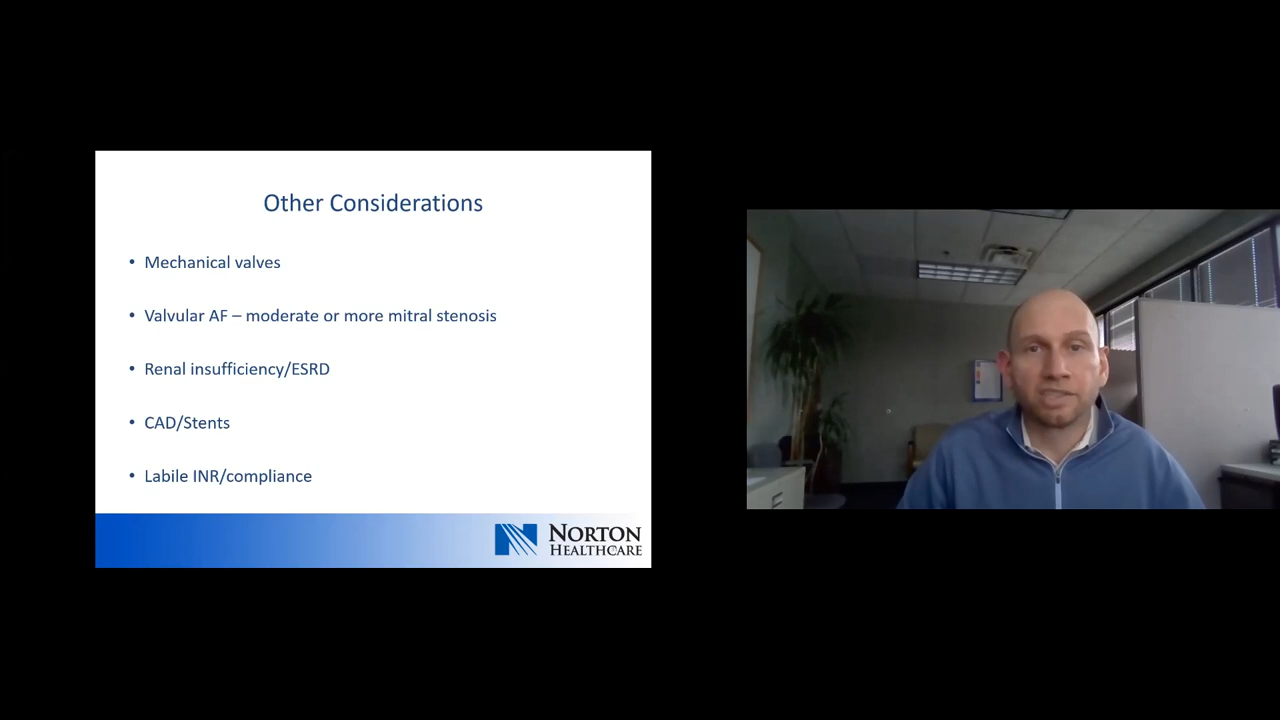 Other Considerations
• Mechanical valves
• Valvular AF – moderate or more mitral stenosis
• Renal insufficiency/ESRD
• CAD/Stents
• Labile INR/compliance
NORTON
HEALTHCARE